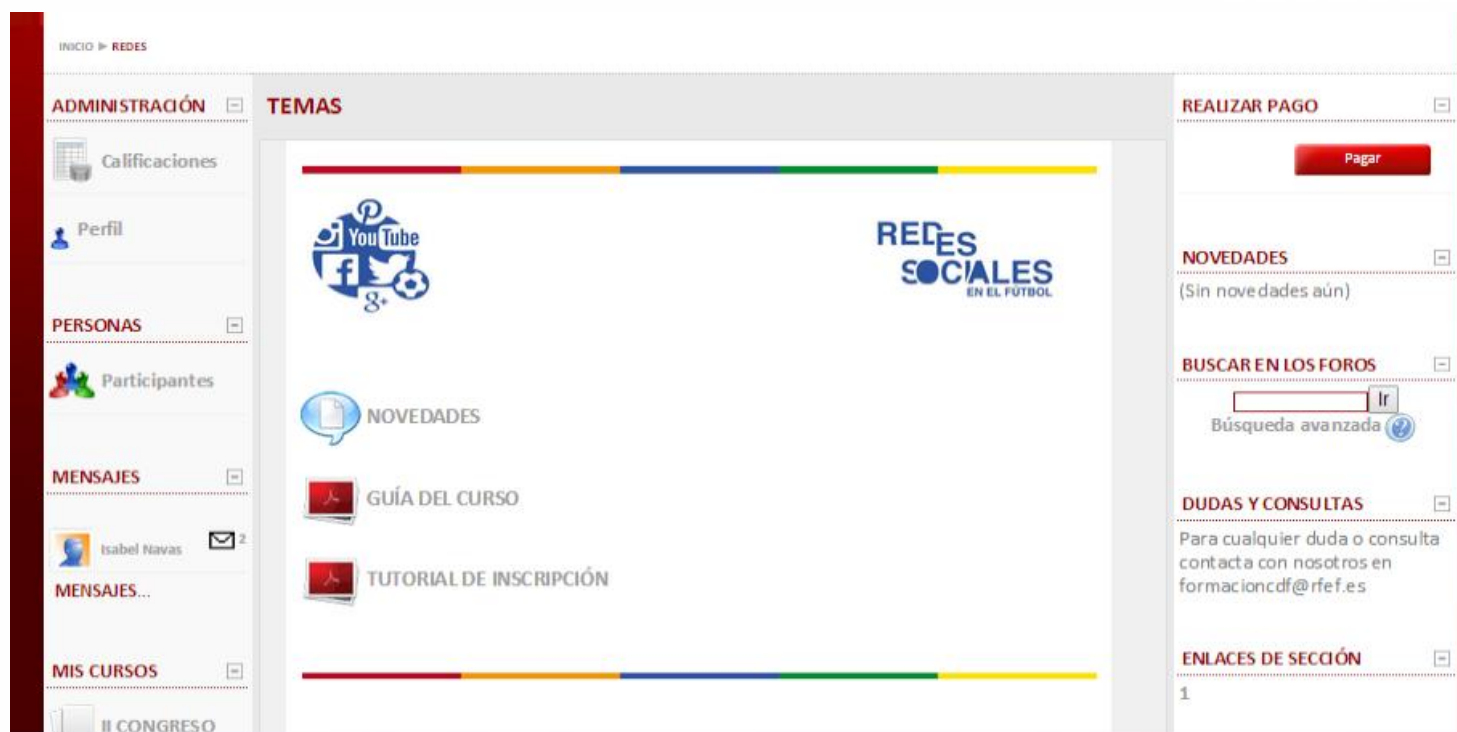 INICIO ► REDES
ADMINISTRACIÓN
Calificaciones
Perfil
PERSONAS
Participantes
MENSAJES
Isabel Navas 2
MENSAJES...
MIS CURSOS
II CONGRESO
TEMAS
You Tube
g+
REDES
SOCIALES
EN EL FÚTBOL
NOVEDADES
GUÍA DEL CURSO
TUTORIAL DE INSCRIPCIÓN
REALIZAR PAGO
Pagar
NOVEDADES
(Sin novedades aún)
BUSCAR EN LOS FOROS
Ir
Búsqueda avanzada
DUDAS Y CONSULTAS
Para cualquier duda o consulta
contacta con nosotros en
formacioncdf@rfef.es
ENLACES DE SECCIÓN
1